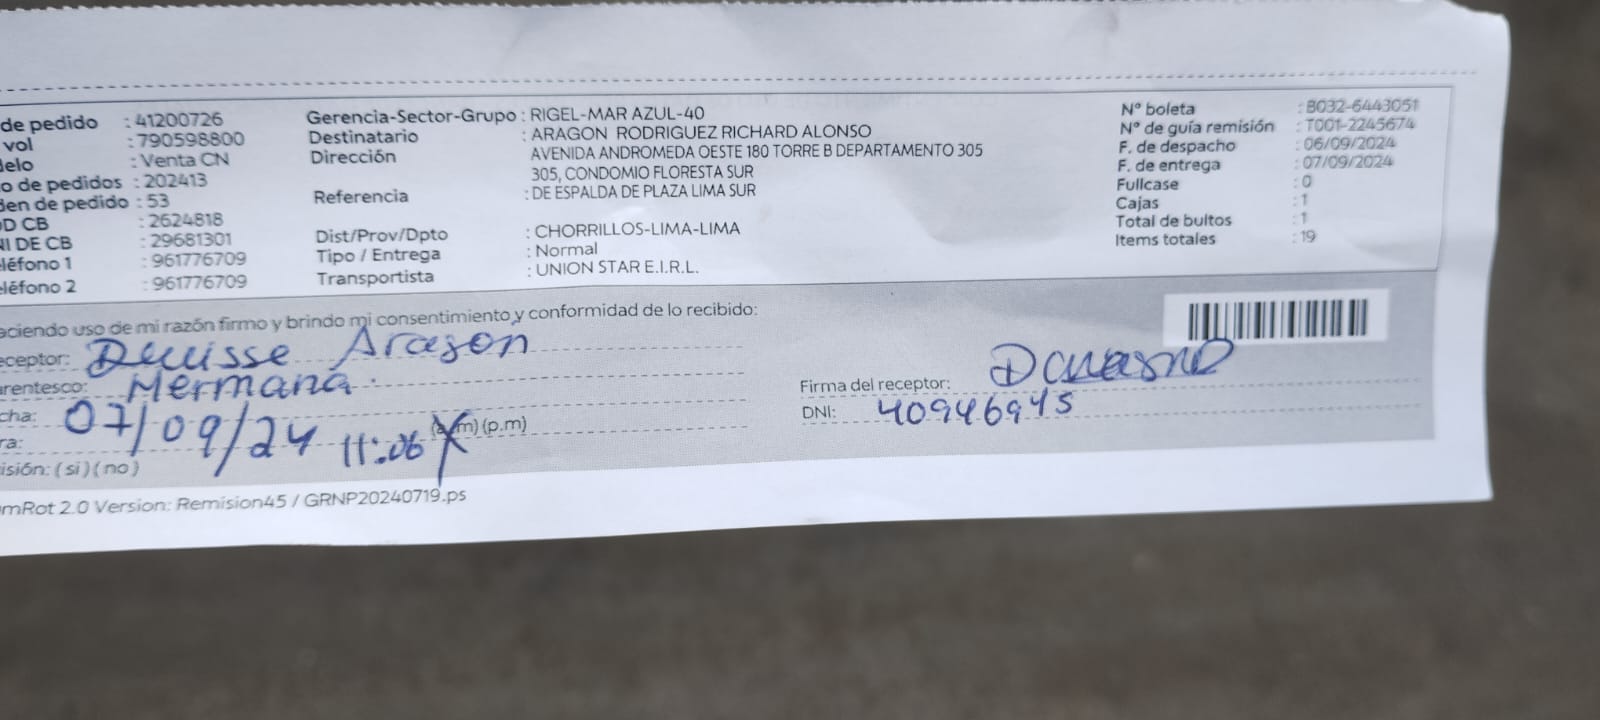 de pedido : 41200726
vol : 790598800
delo : Venta CN
o de pedidos : 202413
den de pedido : 53
D CB : 2624818
NI DE CB : 29681301
eléfono 1 : 961776709
eléfono 2 : 961776709
Gerencia-Sector-Grupo : RIGEL-MAR AZUL-40
Destinatario : ARAGON RODRIGUEZ RICHARD ALONSO
Dirección AVENIDA ANDROMEDA OESTE 180 TORRE B DEPARTAMENTO 305
305, CONDOMIO FLORESTA SUR
Referencia : DE ESPALDA DE PLAZA LIMA SUR
Dist/Prov/Dpto : CHORRILLOS-LIMA-LIMA
Tipo / Entrega : Normal
Transportista : UNION STAR E.I.R.L.
N° boleta : B032-6443051
N° de guía remisión : T001-2245674
F. de despacho : 06/09/2024
F. de entrega : 07/09/2024
Fullcase : 0
Cajas : 1
Total de bultos : 1
Items totales : 19
aciendo uso de mi razón firmo y brindo mi consentimiento y conformidad de lo recibido:
eceptor: Denisse Aragon
arentesco: Hermana.
cha: 07/09/24
ra: 11:06 (a.m) (p.m)
isión: ( si ) ( no )
Firma del receptor:
DNI: 40946945
mRot 2.0 Version: Remision45 / GRNP20240719.ps